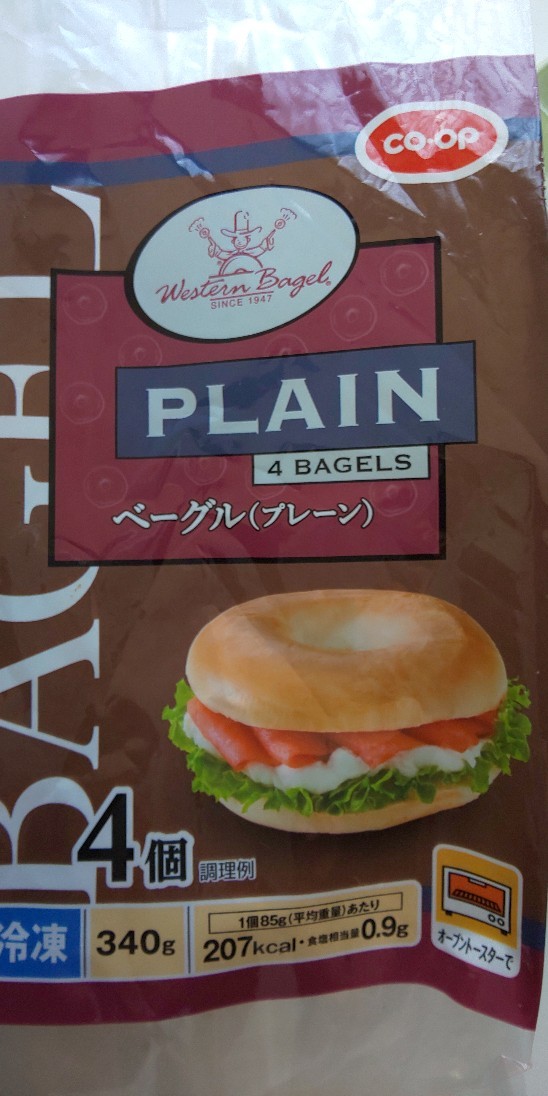 CO·OP
Western Bagel®
SINCE 1947
PLAIN
4 BAGELS
ベーグル(プレーン)
BAGEL
4個
調理例
冷凍
340g
1個85g(平均重量)あたり
207kcal・食塩相当量0.9g
オーブントースターで